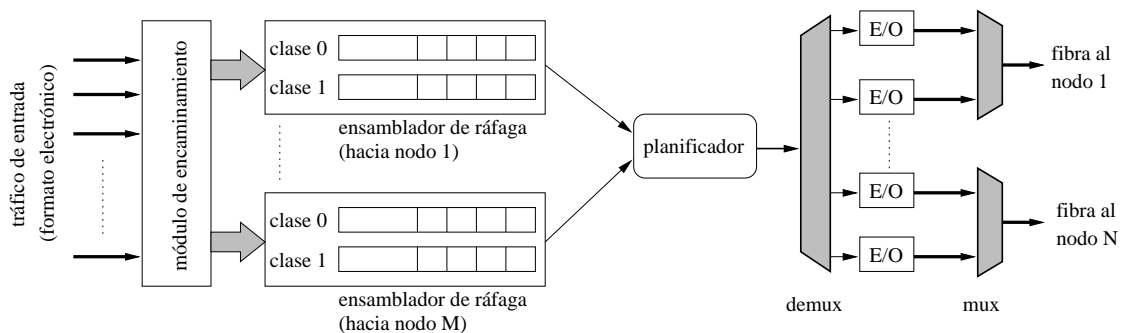 tráfico de entrada
(formato electrónico)
módulo de encaminamiento
clase 0
clase 1
ensamblador de ráfaga
(hacia nodo 1)
clase 0
clase 1
ensamblador de ráfaga
(hacia nodo M)
planificador
demux
E/O
E/O
E/O
E/O
mux
fibra al
nodo 1
fibra al
nodo N